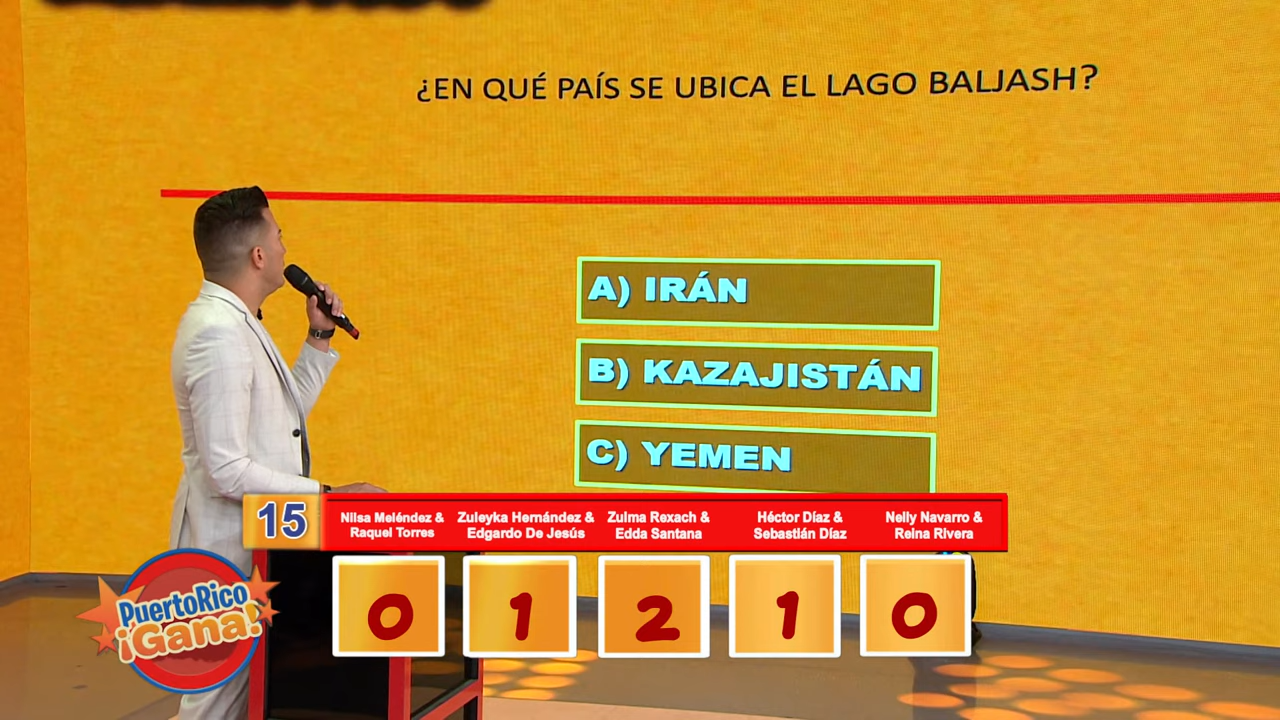 ¿EN QUÉ PAÍS SE UBICA EL LAGO BALJASH?
A) IRÁN
B) KAZAJISTÁN
C) YEMEN
15
Nilsa Meléndez &
Raquel Torres
Zuleyka Hernández &
Edgardo De Jesús
Zulma Rexach &
Edda Santana
Héctor Díaz &
Sebastián Díaz
Nelly Navarro &
Reina Rivera
0 1 2 1 0
PuertoRico
¡Gana!